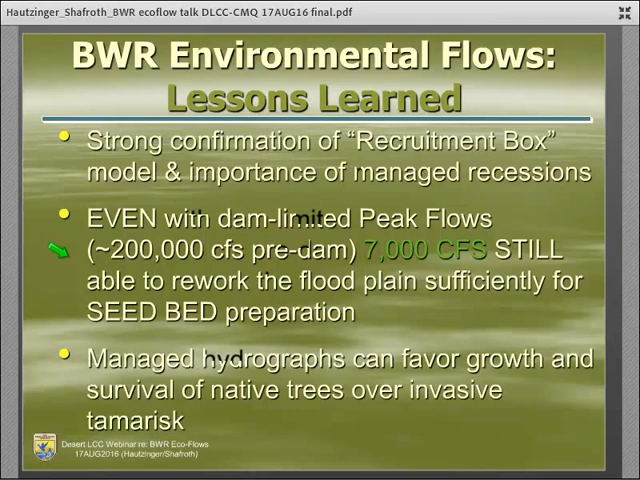 Hautzinger_Shafroth_BWR ecoflow talk DLCC-CMQ 17AUG16 final.pdf
BWR Environmental Flows:
Lessons Learned
• Strong confirmation of “Recruitment Box”
model & importance of managed recessions
• EVEN with dam-limited Peak Flows
(~200,000 cfs pre-dam) 7,000 CFS STILL
able to rework the flood plain sufficiently for
SEED BED preparation
• Managed hydrographs can favor growth and
survival of native trees over invasive
tamarisk
Desert LCC Webinar re: BWR Eco-Flows
17AUG2016 (Hautzinger/Shafroth)